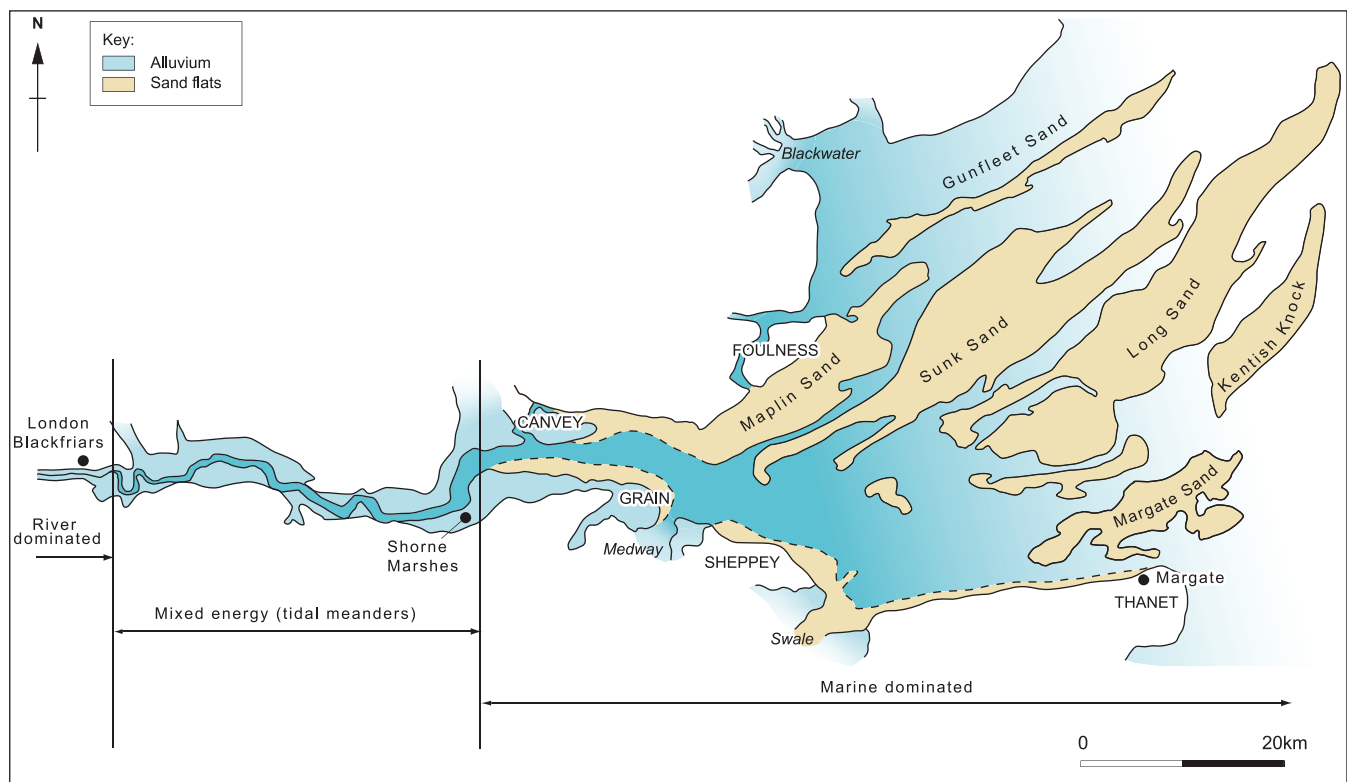 N
Key:
Alluvium
Sand flats
Blackwater
Gunfleet Sand
FOULNESS
Maplin Sand
Sunk Sand
Long Sand
Kentish Knock
London
Blackfriars
CANVEY
River
dominated
Shorne
Marshes
GRAIN
Medway
SHEPPEY
Margate Sand
Margate
THANET
Swale
Mixed energy (tidal meanders)
Marine dominated
0
20km